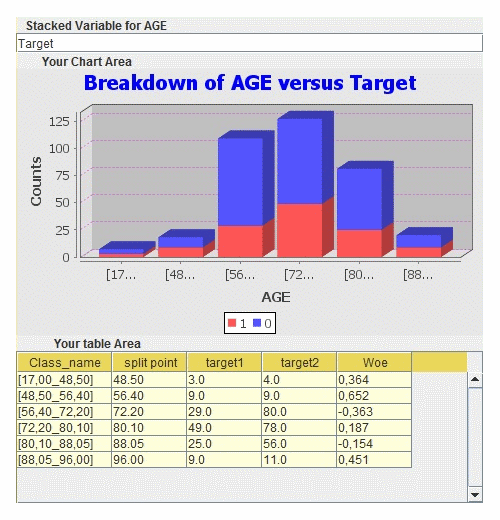 Stacked Variable for AGE
Target
Your Chart Area
Breakdown of AGE versus Target
Counts
125
100
75
50
25
0
[17... [48... [56... [72... [80... [88...
AGE
1 0
Your table Area
Class_name split point target1 target2 Woe
[17,00_48,50] 48.50 3.0 4.0 0,364
[48,50_56,40] 56.40 9.0 9.0 0,652
[56,40_72,20] 72.20 29.0 80.0 -0,363
[72,20_80,10] 80.10 49.0 78.0 0,187
[80,10_88,05] 88.05 25.0 56.0 -0,154
[88,05_96,00] 96.00 9.0 11.0 0,451